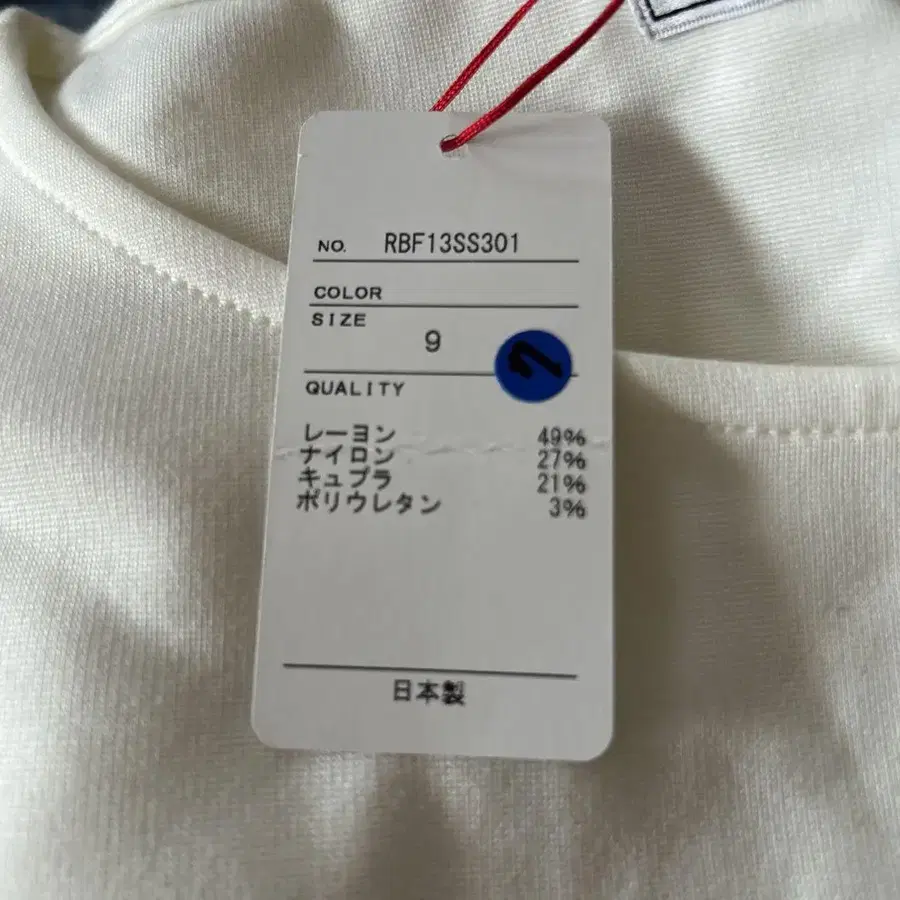 NO. RBF13SS301
COLOR
SIZE
9
QUALITY
レーヨン 49%
ナイロン 27%
キュプラ 21%
ポリウレタン 3%
日本製